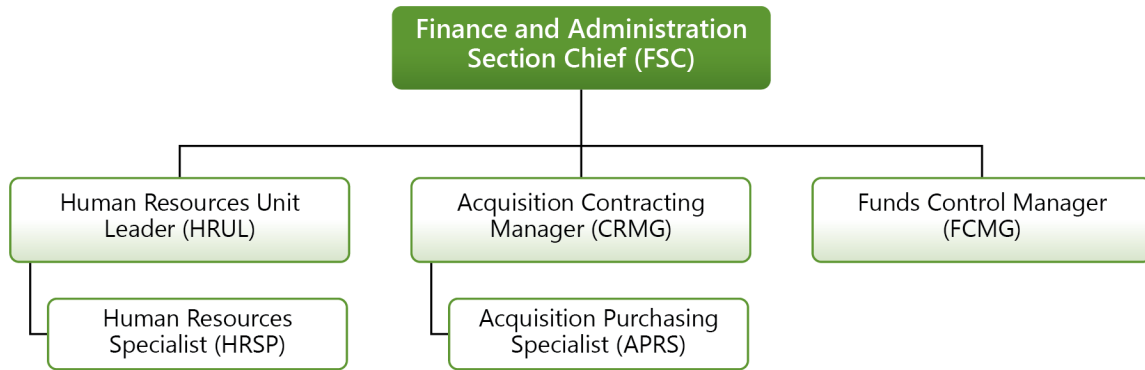 Finance and Administration
Section Chief (FSC)
Human Resources Unit
Leader (HRUL)
Acquisition Contracting
Manager (CRMG)
Funds Control Manager
(FCMG)
Human Resources
Specialist (HRSP)
Acquisition Purchasing
Specialist (APRS)